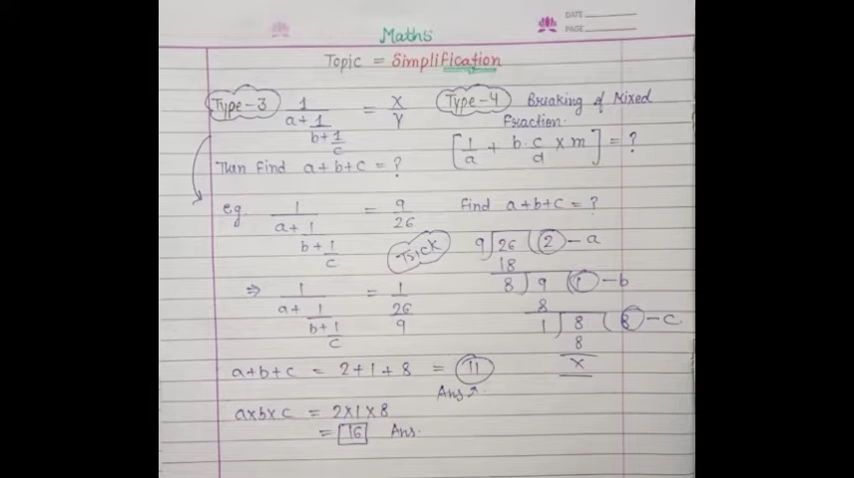 DATE
PAGE
Maths
Topic = Simplification
Type-3 1/(a+1/(b+1/c)) = X/Y
Type-4 Breaking of Mixed
Fraction.
[1/a + b.c/d × m] = ?
Then Find a+b+c = ?
eg. 1/(a+1/(b+1/c)) = 9/26 Find a+b+c = ?
Trick
9) 26 (2 - a
18
8) 9 (1 - b
8
1) 8 (8 - c
8
×
⇒ 1/(a+1/(b+1/c)) = 1/(26/9)
a+b+c = 2+1+8 = 11
Ans.
a×b×c = 2×1×8
= 16 Ans.